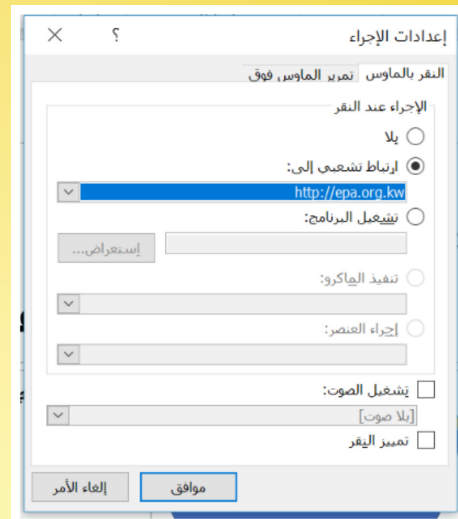 إعدادات الإجراء
؟
النقر بالماوس تمرير الماوس فوق
الإجراء عند النقر
بلا
ارتباط تشعبي إلى:
http://epa.org.kw
تشغيل البرنامج:
إستعراض...
تنفيذ الماكرو:
إجراء العنصر:
تشغيل الصوت:
[بلا صوت]
تمييز النقر
موافق إلغاء الأمر